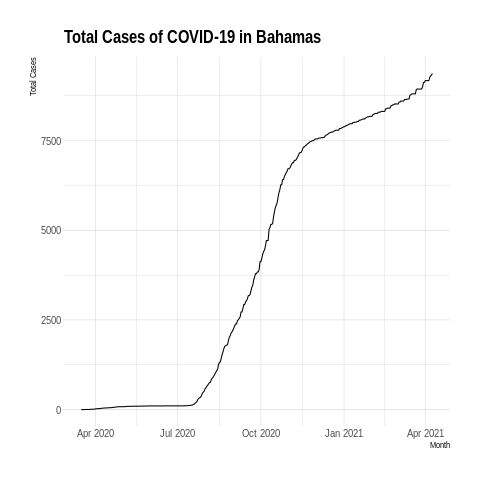 Total Cases of COVID-19 in Bahamas
Total Cases
7500
5000
2500
0
Apr 2020
Jul 2020
Oct 2020
Jan 2021
Apr 2021
Month